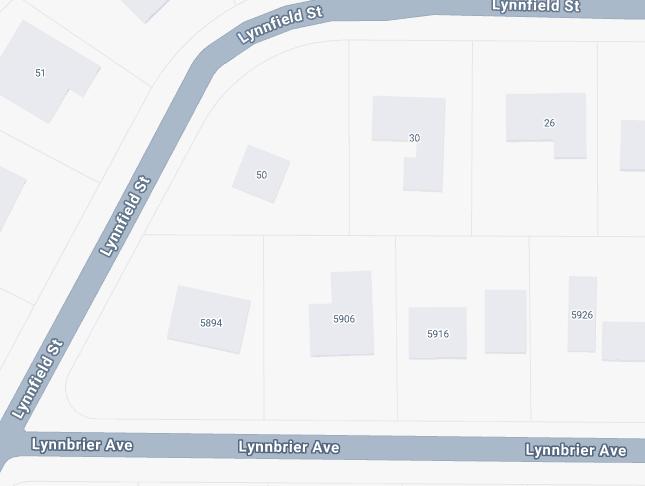 Lynnfield St
Lynnfield St
51
30
26
50
Lynnfield St
5894
5906
5916
5926
Lynnfield St
Lynnbrier Ave
Lynnbrier Ave
Lynnbrier Ave